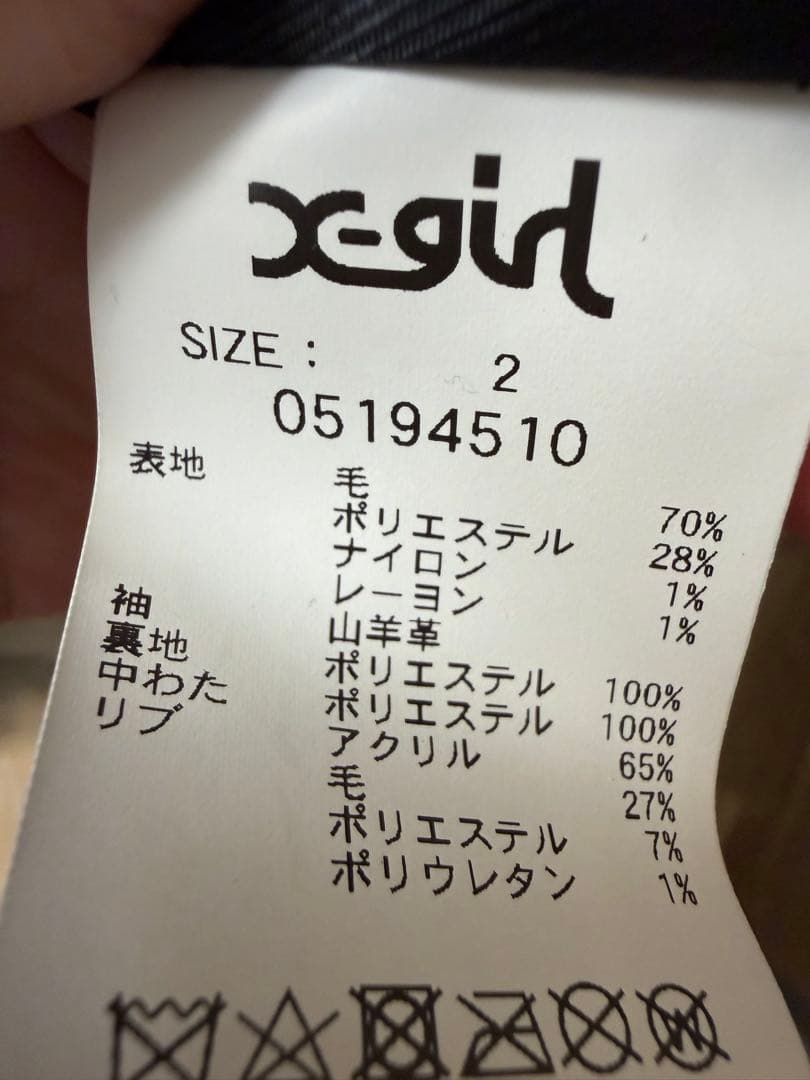 X-girl
SIZE : 2
05194510
表地 毛 70%
ポリエステル 28%
ナイロン 1%
レーヨン 1%
袖 山羊革
裏地 ポリエステル 100%
中わた ポリエステル 100%
リブ アクリル 65%
毛 27%
ポリエステル 7%
ポリウレタン 1%
W